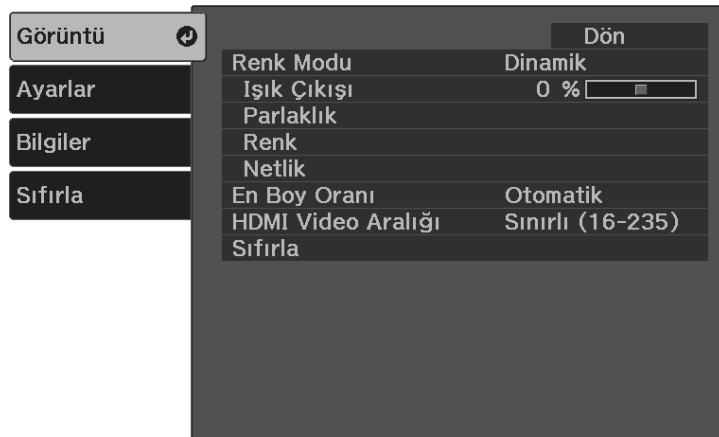 Görüntü
Ayarlar
Bilgiler
Sıfırla
Dön
Renk Modu Dinamik
Işık Çıkışı 0 %
Parlaklık
Renk
Netlik
En Boy Oranı Otomatik
HDMI Video Aralığı Sınırlı (16-235)
Sıfırla